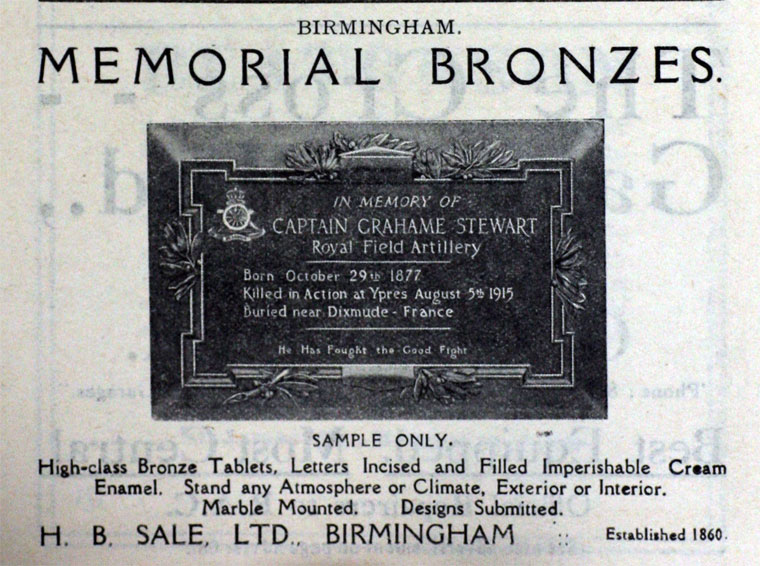 BIRMINGHAM.
MEMORIAL BRONZES.
IN MEMORY OF
CAPTAIN GRAHAME STEWART
Royal Field Artillery
Born October 29th 1877
Killed in Action at Ypres August 5th 1915
Buried near Dixmude - France
He Has Fought the Good Fight
SAMPLE ONLY.
High-class Bronze Tablets, Letters Incised and Filled Imperishable Cream
Enamel. Stand any Atmosphere or Climate, Exterior or Interior.
Marble Mounted. Designs Submitted.
H. B. SALE, LTD., BIRMINGHAM :: Established 1860.